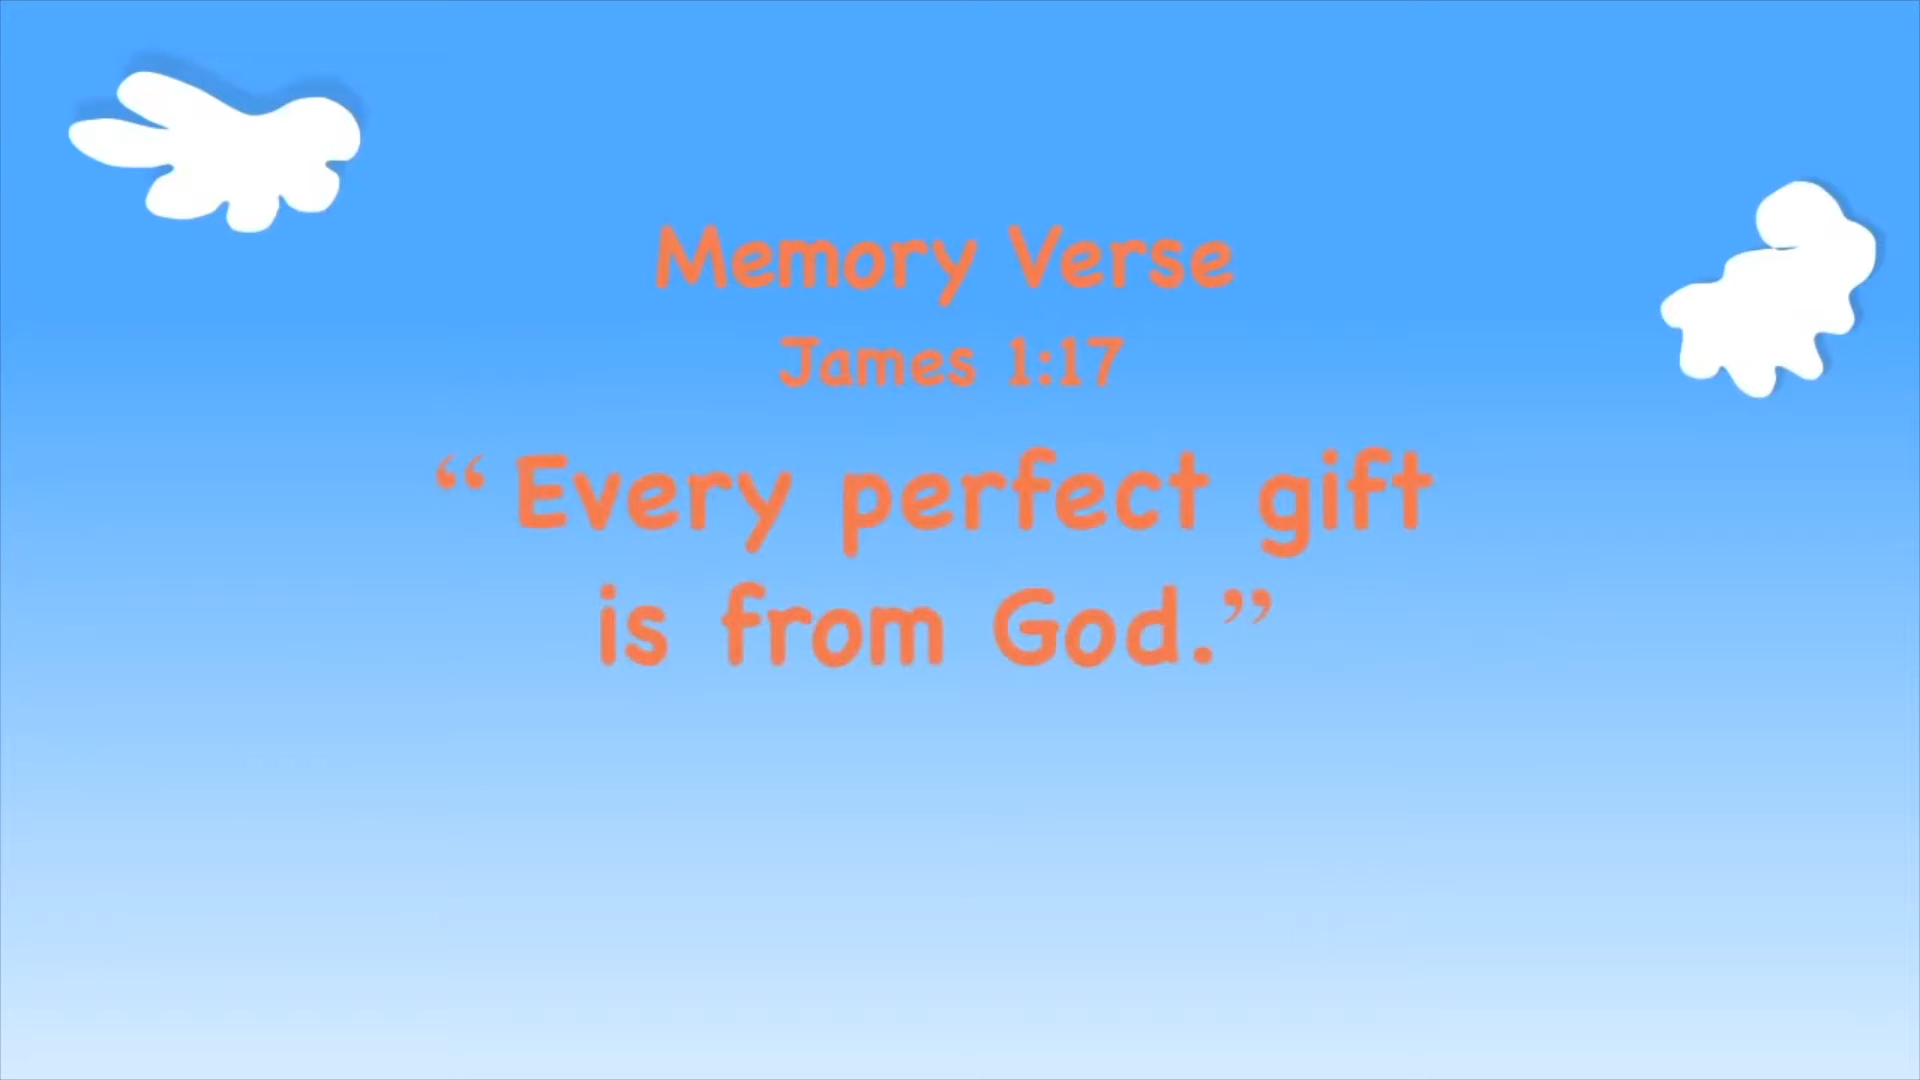 Memory Verse
James 1:17
“ Every perfect gift
is from God.”